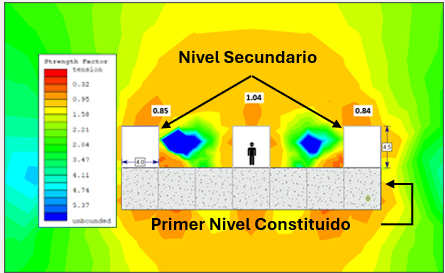 Nivel Secundario
Strength Factor
tension
0.32
0.95
1.58
2.21
2.84
3.47
4.11
4.74
5.37
unbounded
0.85
1.04
0.84
4.0
4.5
Primer Nivel Constituido